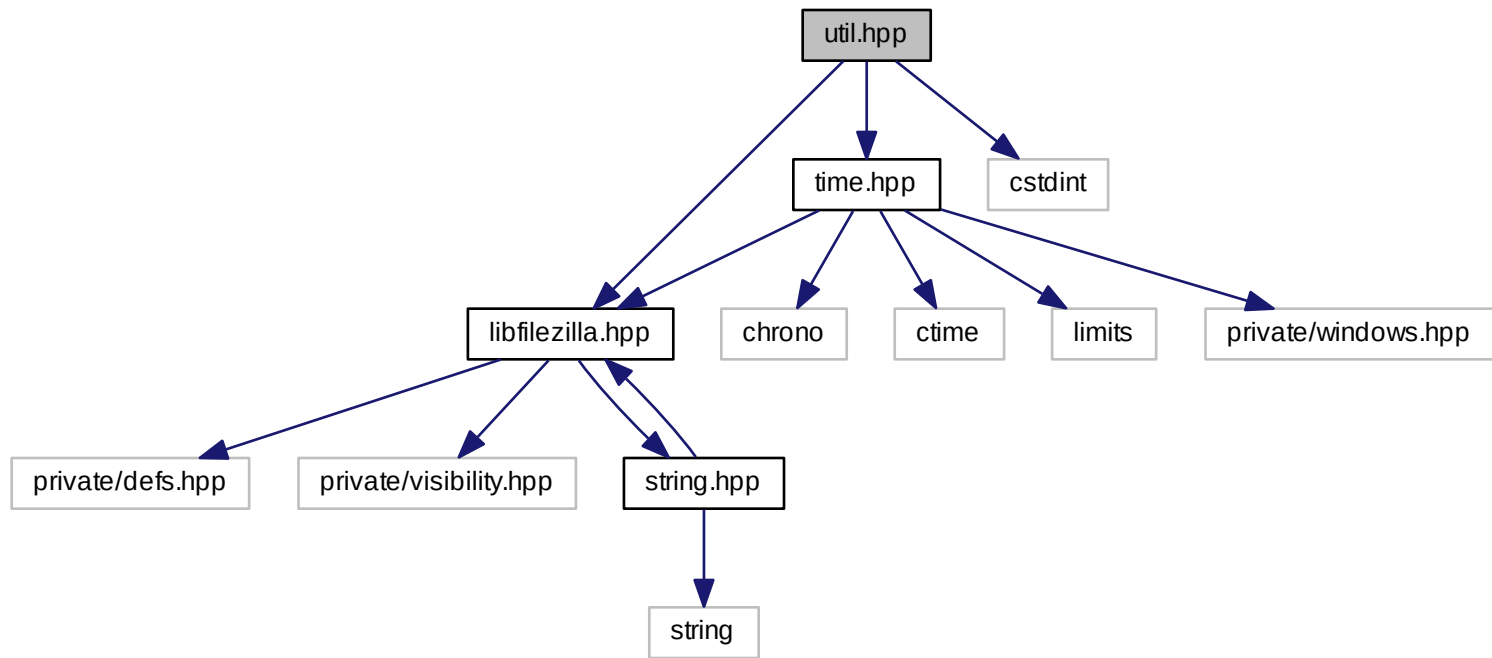 util.hpp
time.hpp
cstdint
libfilezilla.hpp
chrono
ctime
limits
private/windows.hpp
private/defs.hpp
private/visibility.hpp
string.hpp
string